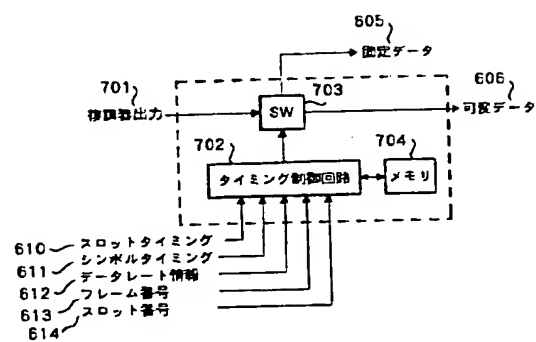 605
固定データ
701
復調器出力
703
SW
606
可変データ
702
タイミング制御回路
704
メモリ
610 スロットタイミング
611 シンボルタイミング
612 データレート情報
613 フレーム番号
614 スロット番号